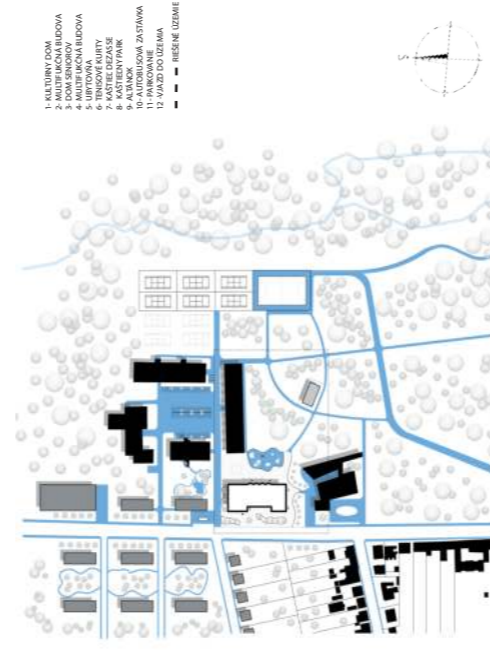 1- KULTÚRNY DOM
2- MULTIFUKČNÁ BUDOVA
3- DOM SENIOROV
4- MULTIFUKČNÁ BUDOVA
5- UBYTOVŇA
6- TENISOVÉ KURTY
7- KAŠTIEĽ DEZASSE
8- KAŠTIEĽNY PARK
9- ALTÁNOK
10- AUTOBUSOVÁ ZASTÁVKA
11- PARKOVANIE
12 -VJAZD DO ÚZEMIA
RIEŠENÉ ÚZEMIE
S